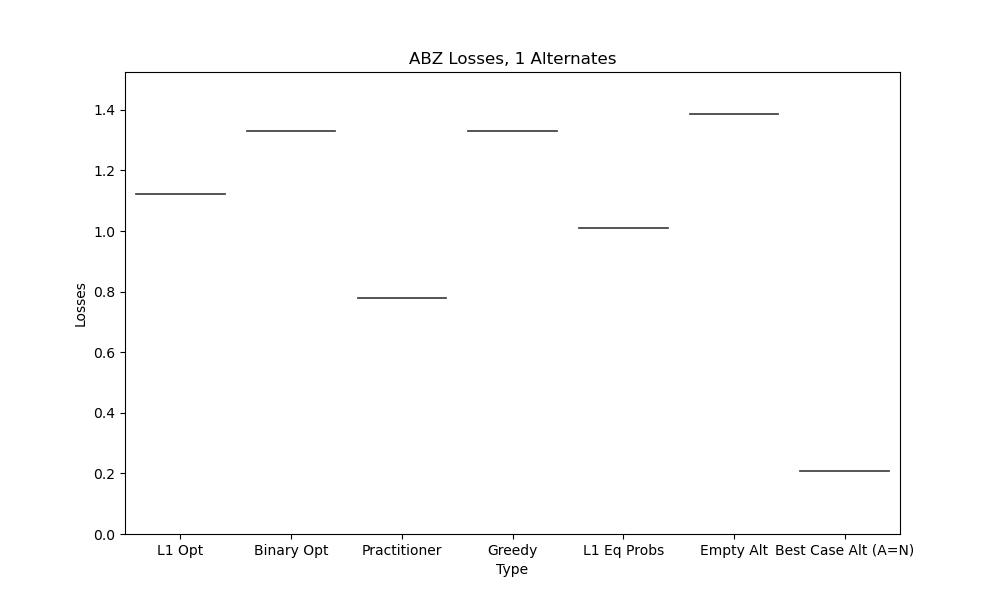 ABZ Losses, 1 Alternates
Losses
1.4
1.2
1.0
0.8
0.6
0.4
0.2
0.0
L1 Opt Binary Opt Practitioner Greedy L1 Eq Probs Empty Alt Best Case Alt (A=N)
Type